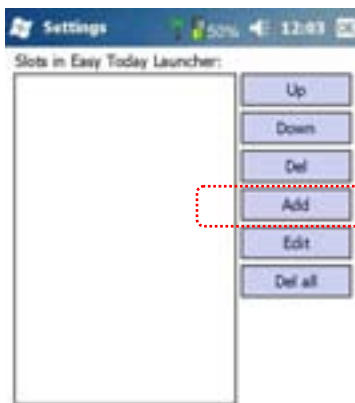 Settings 50% 12:03
Slots in Easy Today Launcher:
Up
Down
Del
Add
Edit
Del all